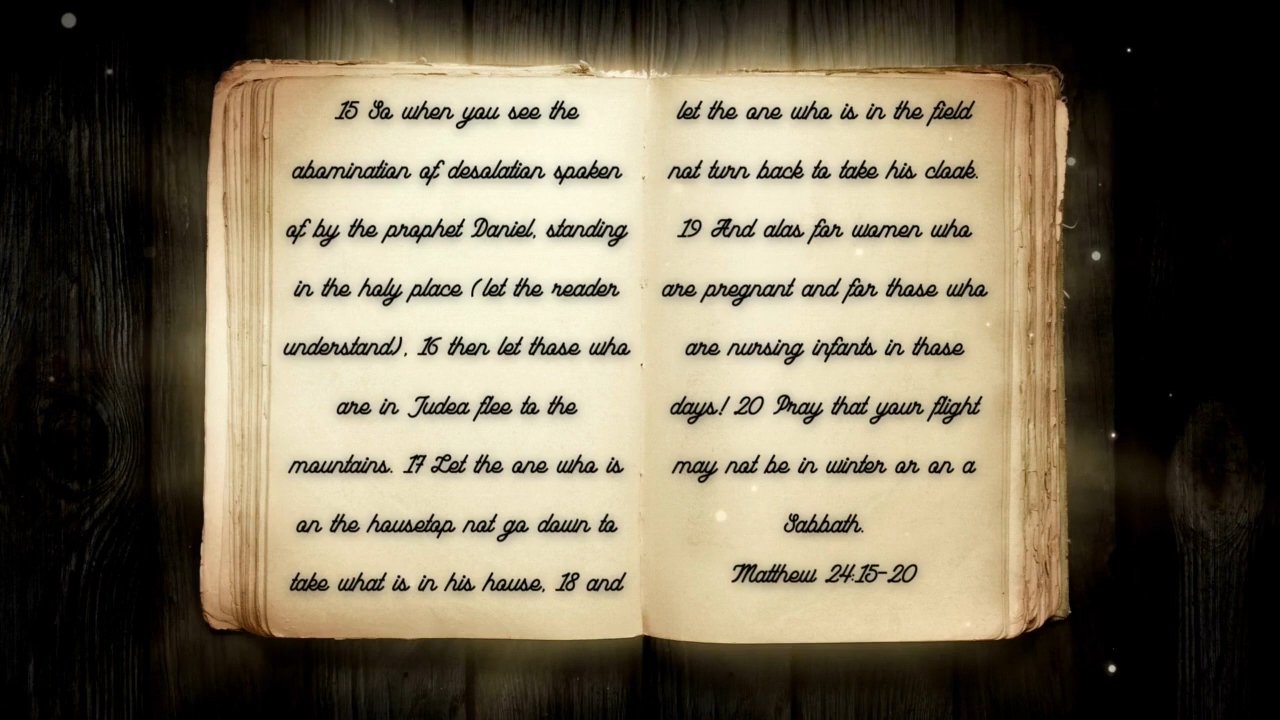 15 So when you see the
abomination of desolation spoken
of by the prophet Daniel, standing
in the holy place (let the reader
understand), 16 then let those who
are in Judea flee to the
mountains. 17 Let the one who is
on the housetop not go down to
take what is in his house, 18 and
let the one who is in the field
not turn back to take his cloak.
19 And alas for women who
are pregnant and for those who
are nursing infants in those
days! 20 Pray that your flight
may not be in winter or on a
Sabbath.
Matthew 24:15-20